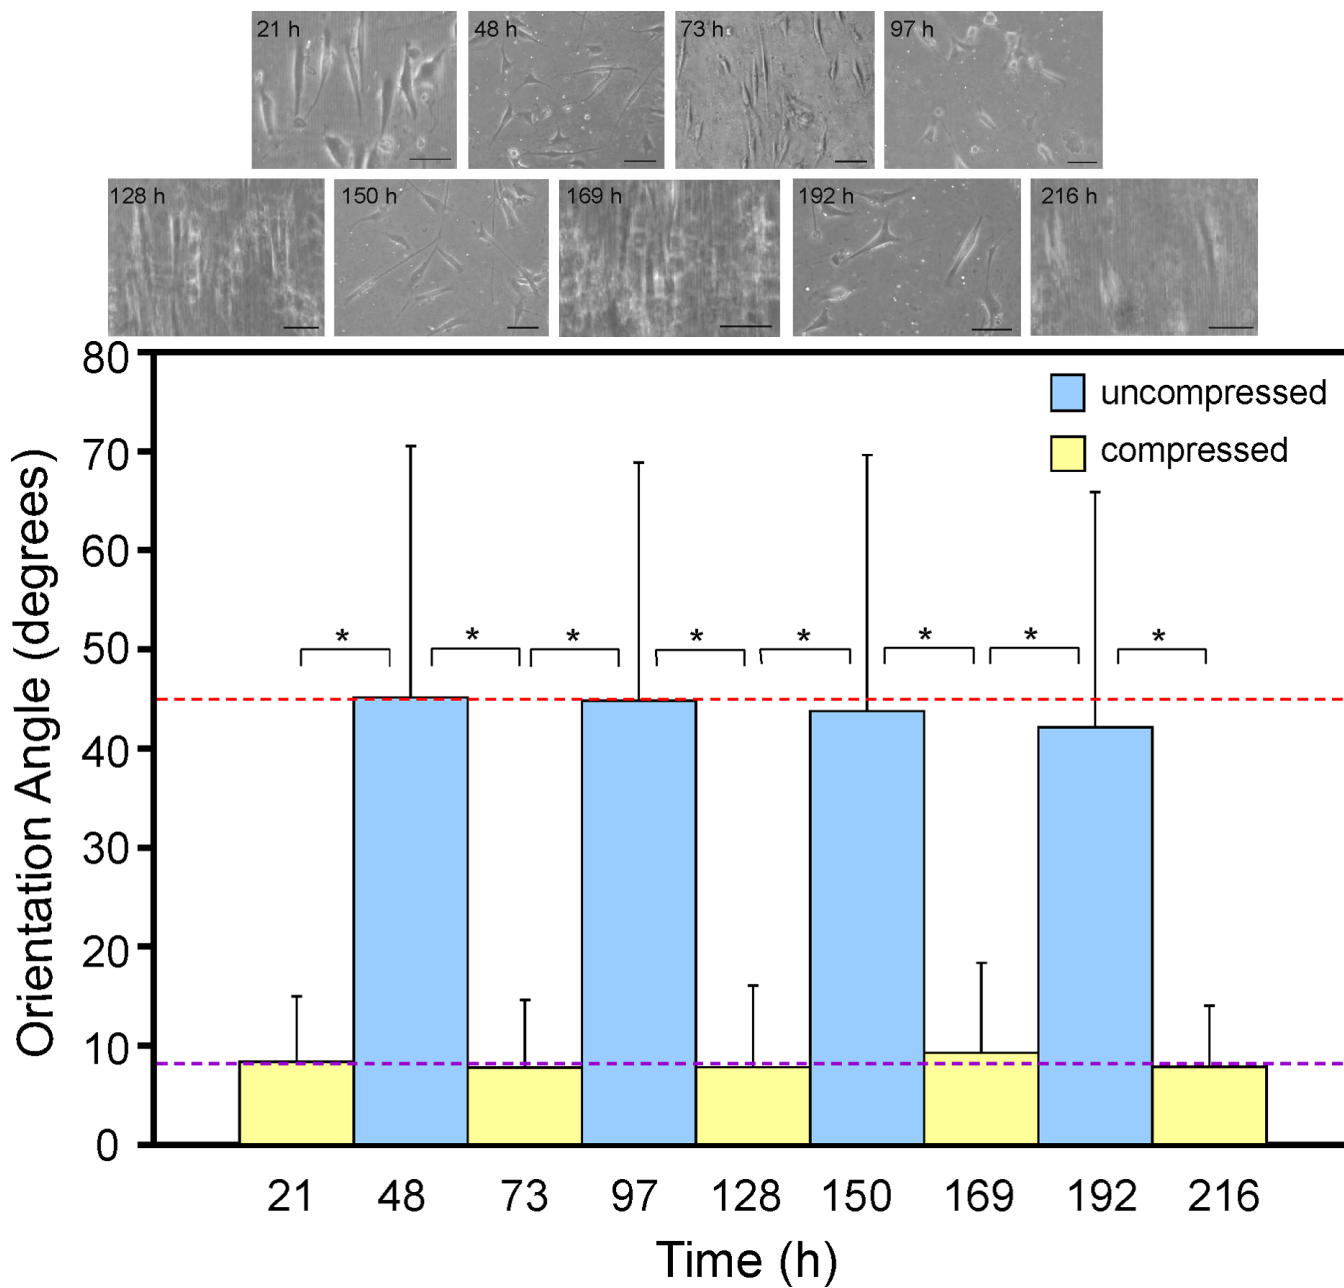 21 h
48 h
73 h
97 h
128 h
150 h
169 h
192 h
216 h
80
70
60
50
40
30
20
10
0
Orientation Angle (degrees)
uncompressed
compressed
* * * * * * * *
21 48 73 97 128 150 169 192 216
Time (h)